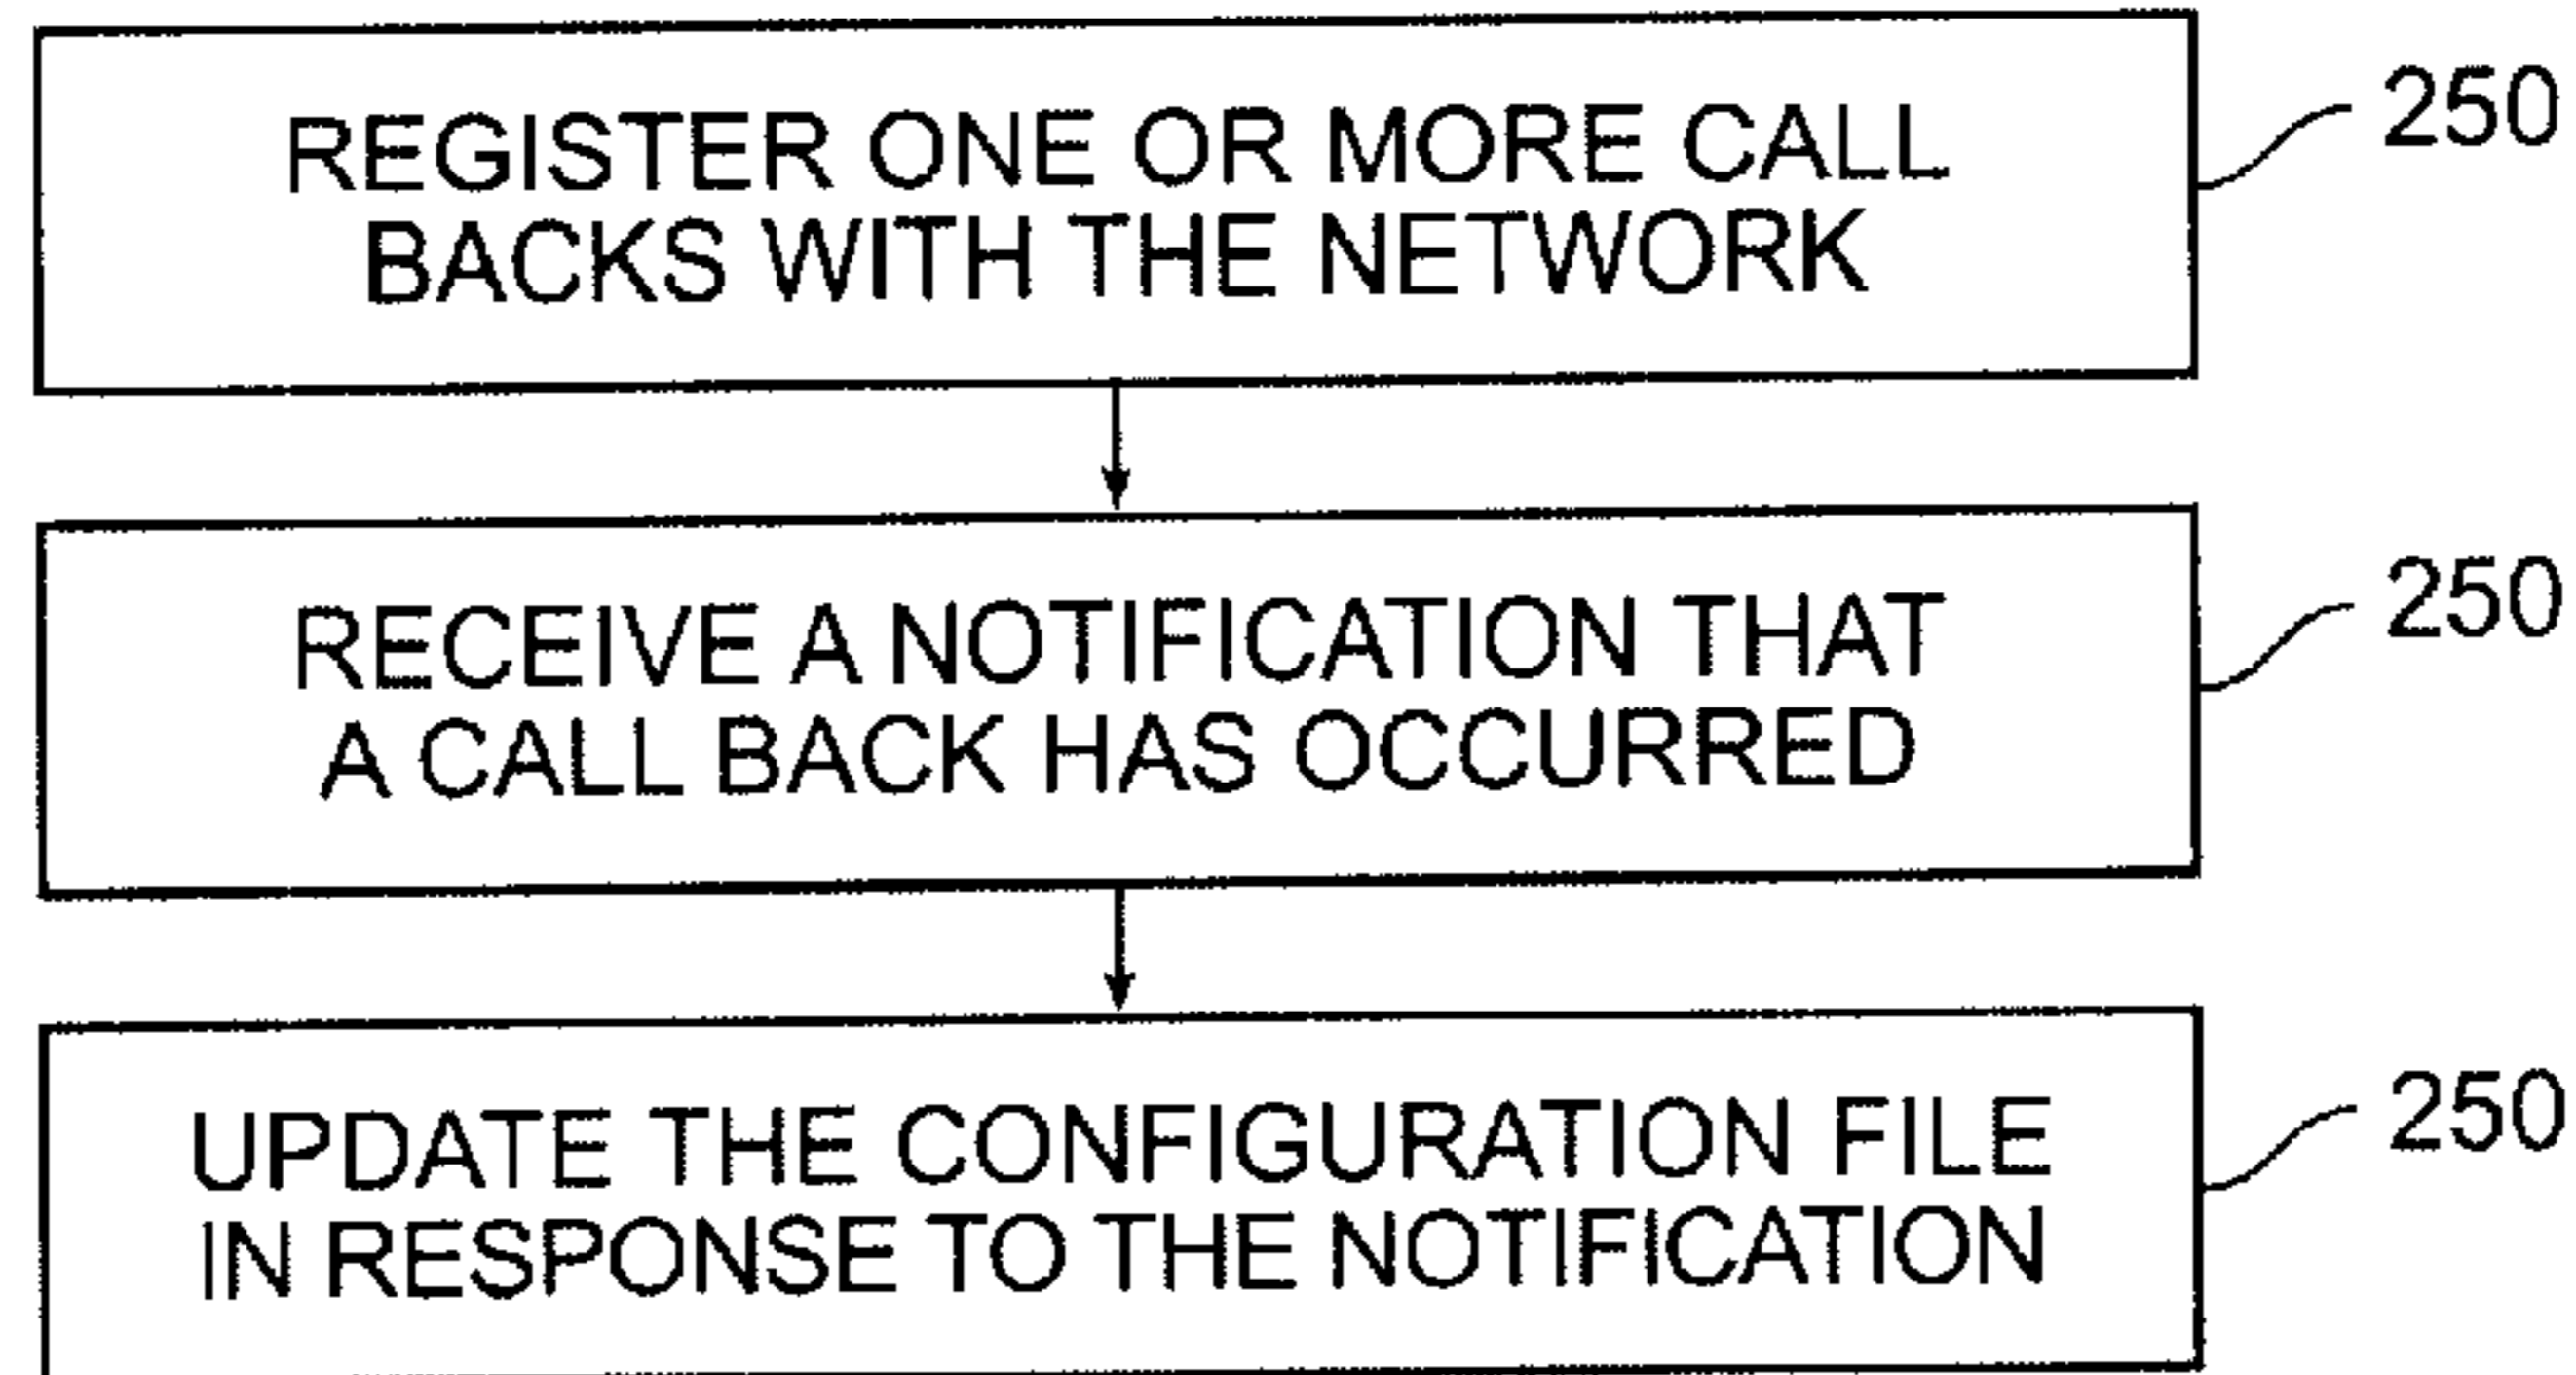 REGISTER ONE OR MORE CALL
BACKS WITH THE NETWORK
250
RECEIVE A NOTIFICATION THAT
A CALL BACK HAS OCCURRED
250
UPDATE THE CONFIGURATION FILE
IN RESPONSE TO THE NOTIFICATION
250